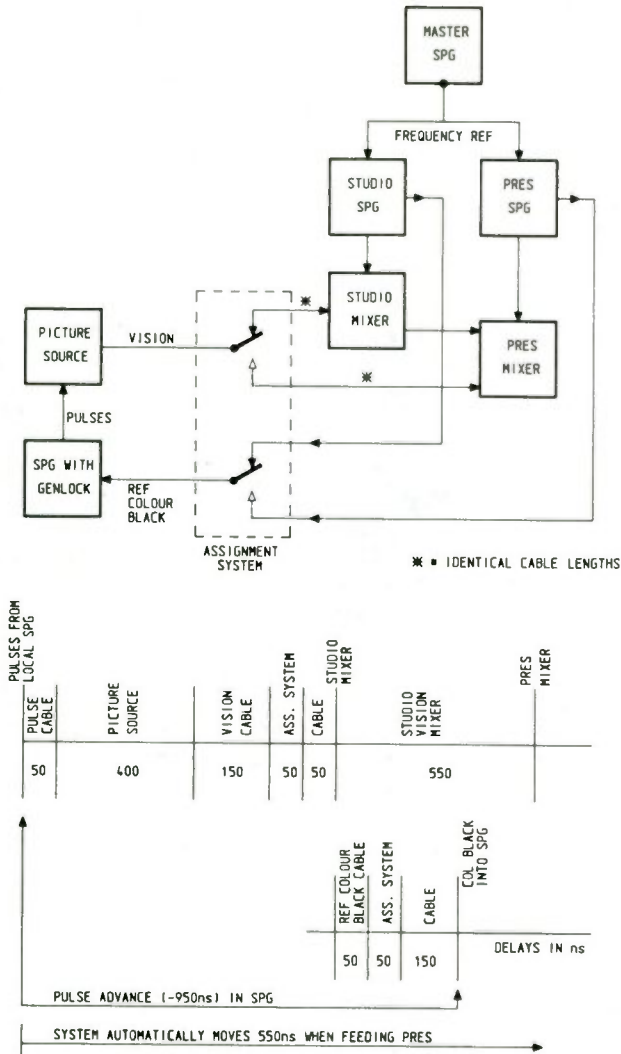 MASTER
SPG
FREQUENCY REF
STUDIO
SPG
PRES
SPG
STUDIO
MIXER
PRES
MIXER
PICTURE
SOURCE
VISION
PULSES
SPG WITH
GENLOCK
REF
COLOUR
BLACK
ASSIGNMENT
SYSTEM
* = IDENTICAL CABLE LENGTHS
PULSES FROM
LOCAL SPG
PULSE
CABLE
PICTURE
SOURCE
VISION
CABLE
ASS. SYSTEM
CABLE
STUDIO
MIXER
STUDIO
VISION
MIXER
PRES
MIXER
50
400
150
50
50
550
REF COLOUR
BLACK CABLE
ASS. SYSTEM
CABLE
COL BLACK
INTO SPG
50
50
150
DELAYS IN ns
PULSE ADVANCE (-950ns) IN SPG
SYSTEM AUTOMATICALLY MOVES 550ns WHEN FEEDING PRES